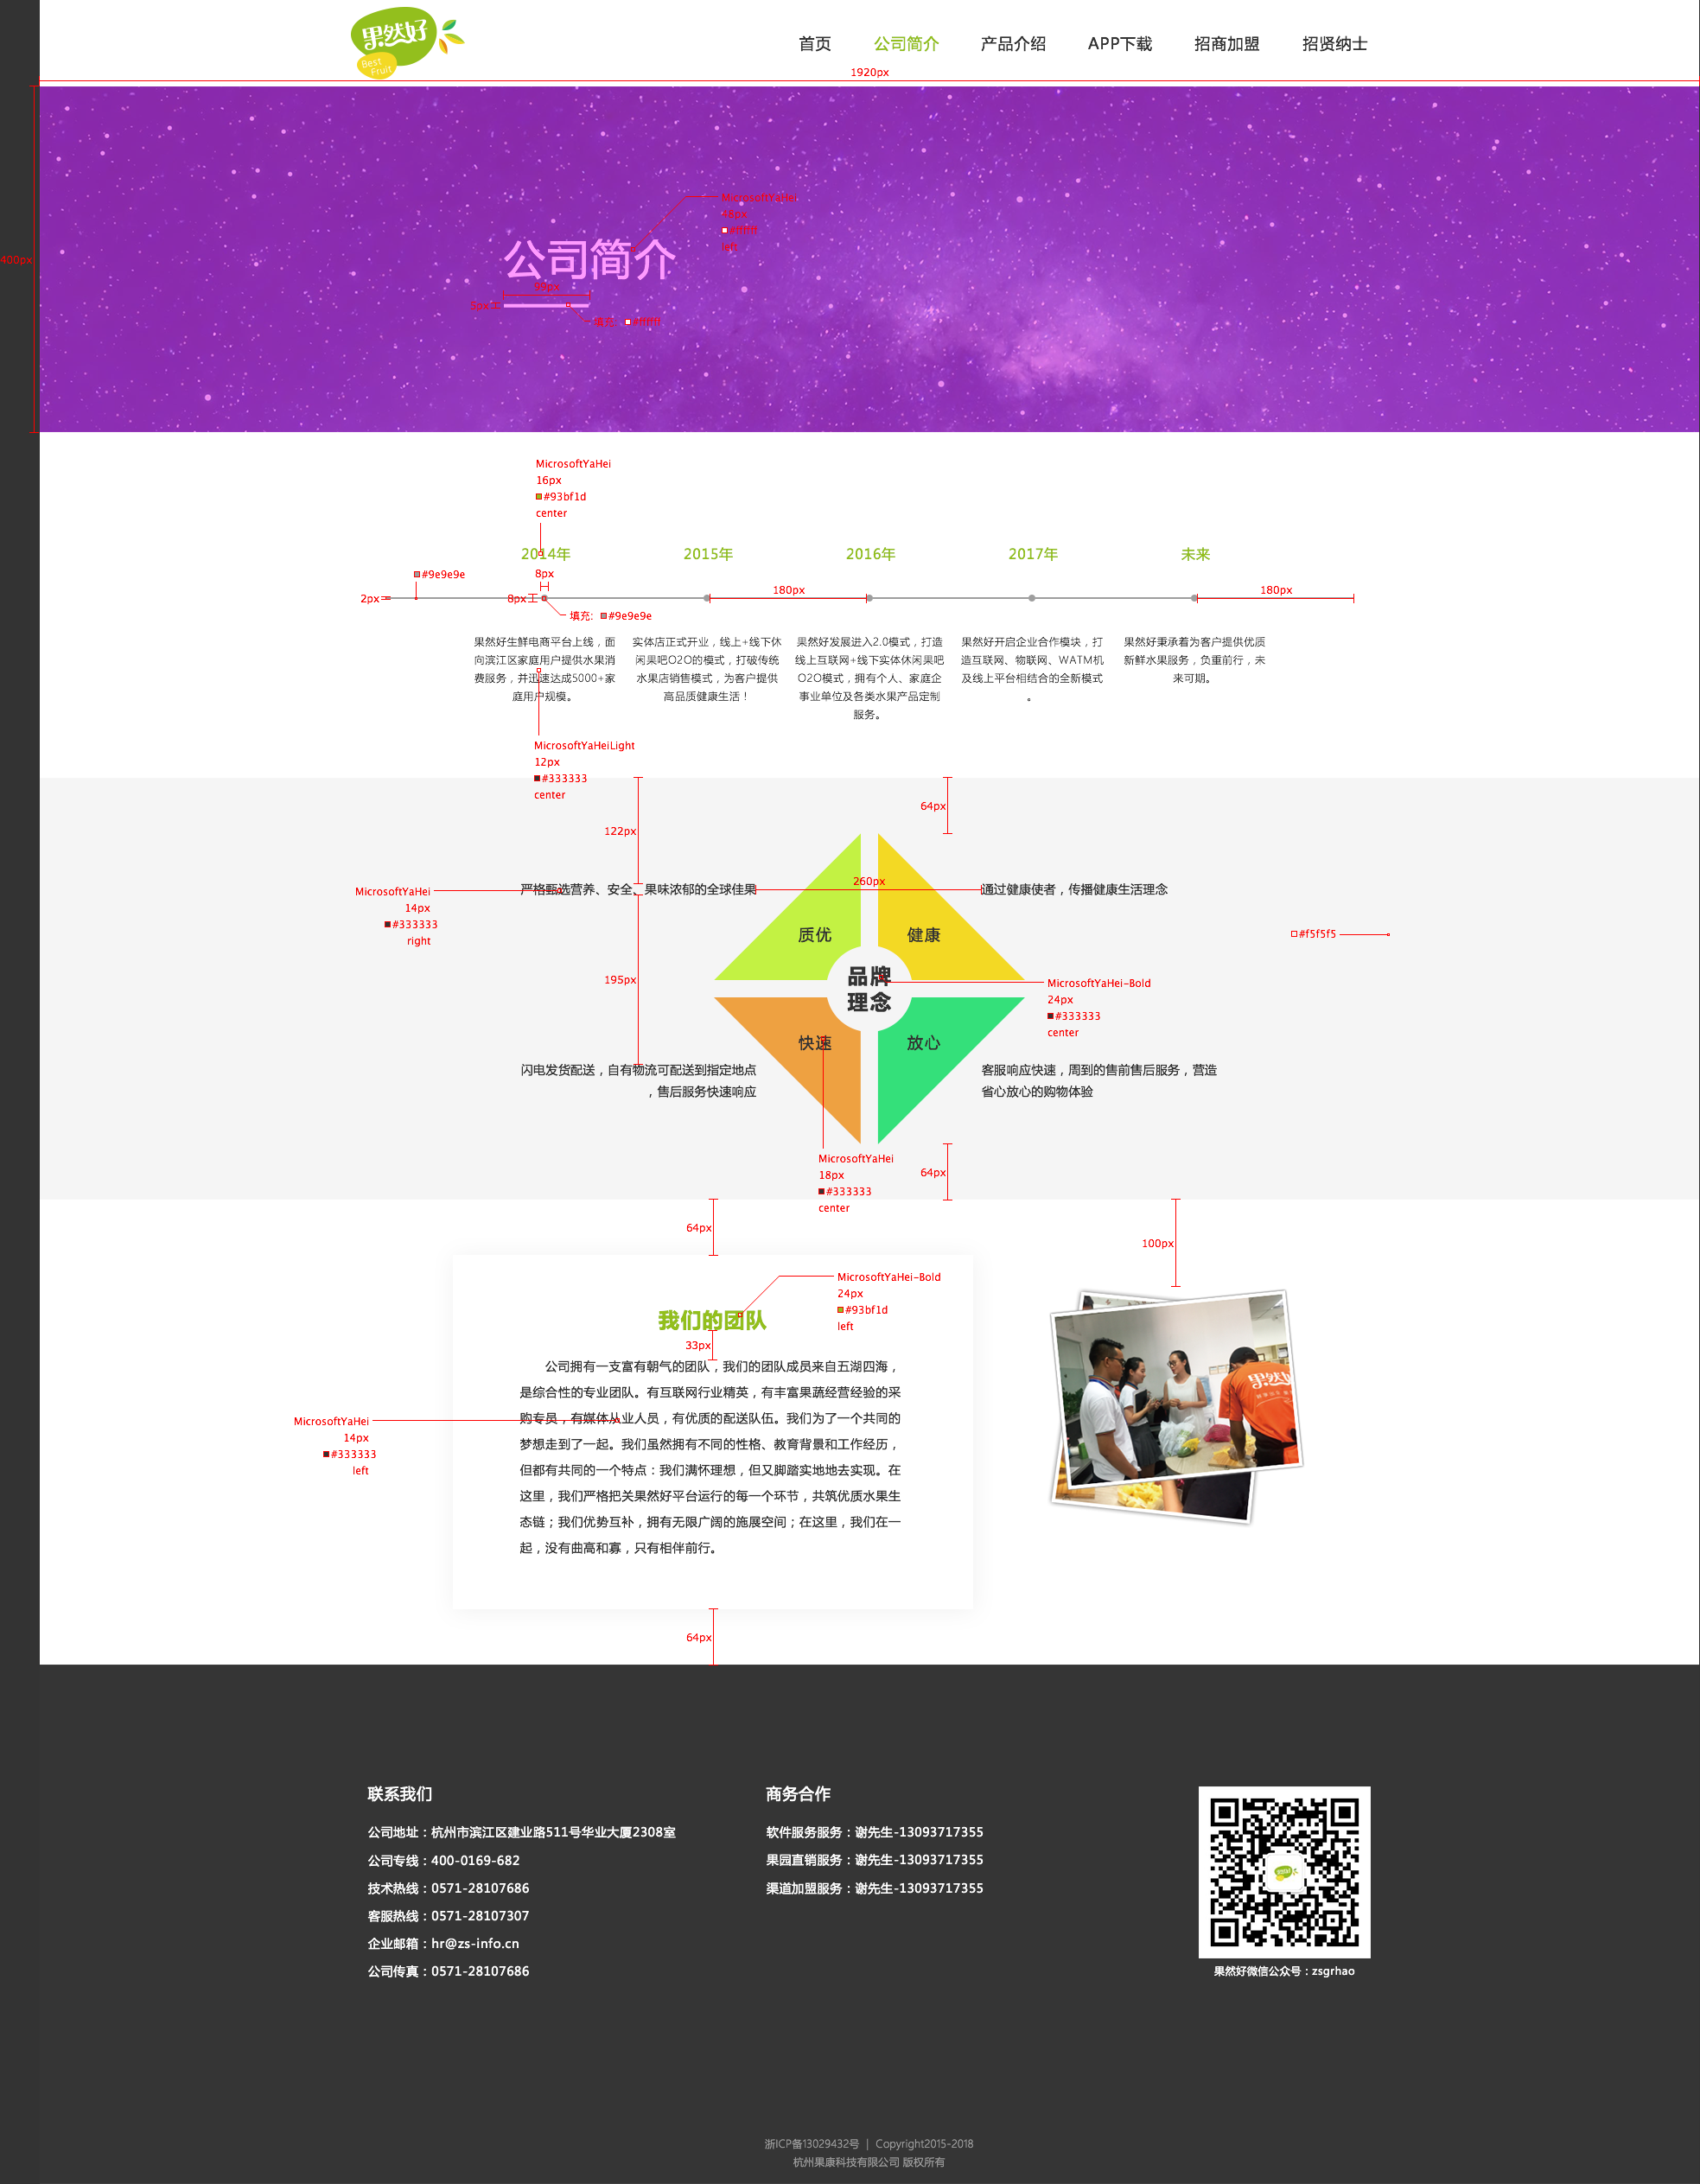 果然好
Best
Fruit
首页 公司简介 产品介绍 APP下载 招商加盟 招贤纳士
1920px
400px
MicrosoftYaHei
48px
#ffffff
left
公司简介
99px
3px
填充: #ffffff
MicrosoftYaHei
16px
#93bf1d
center
2014年 2015年 2016年 2017年 未来
#9e9e9e
8px
2px
8px
180px
180px
填充: #9e9e9e
果然好生鲜电商平台上线，面
向滨江区家庭用户提供水果消
费服务，并迅速达成5000+家
庭用户规模。
实体店正式开业，线上+线下休
闲果吧O2O的模式，打破传统
水果店销售模式，为客户提供
高品质健康生活！
果然好发展进入2.0模式，打造
线上互联网+线下实体休闲果吧
O2O模式，拥有个人、家庭企
事业单位及各类水果产品定制
服务。
果然好开启企业合作模块，打
造互联网、物联网、WATM机
及线上平台相结合的全新模式
。
果然好秉承着为客户提供优质
新鲜水果服务，负重前行，未
来可期。
MicrosoftYaHeiLight
12px
#333333
center
122px
64px
MicrosoftYaHei
14px
#333333
right
严格甄选营养、安全、果味浓郁的全球佳果
260px
通过健康使者，传播健康生活理念
质优
健康
#f5f5f5
195px
品牌
理念
MicrosoftYaHei-Bold
24px
#333333
center
快速
放心
闪电发货配送，自有物流可配送到指定地点
，售后服务快速响应
客服响应快速，周到的售前售后服务，营造
省心放心的购物体验
MicrosoftYaHei
18px
#333333
center
64px
64px
100px
MicrosoftYaHei-Bold
24px
#93bf1d
left
我们的团队
33px
公司拥有一支富有朝气的团队，我们的团队成员来自五湖四海，
是综合性的专业团队。有互联网行业精英，有丰富果蔬经营经验的采
购专员，有媒体从业人员，有优质的配送队伍。我们为了一个共同的
梦想走到了一起。我们虽然拥有不同的性格、教育背景和工作经历，
但都有共同的一个特点：我们满怀理想，但又脚踏实地地去实现。在
这里，我们严格把关果然好平台运行的每一个环节，共筑优质水果生
态链；我们优势互补，拥有无限广阔的施展空间；在这里，我们在一
起，没有曲高和寡，只有相伴前行。
MicrosoftYaHei
14px
#333333
left
果然好
64px
联系我们
公司地址：杭州市滨江区建业路511号华业大厦2308室
公司专线：400-0169-682
技术热线：0571-28107686
客服热线：0571-28107307
企业邮箱：hr@zs-info.cn
公司传真：0571-28107686
商务合作
软件服务服务：谢先生-13093717355
果园直销服务：谢先生-13093717355
渠道加盟服务：谢先生-13093717355
果然好微信公众号：zsgrhao
浙ICP备13029432号 | Copyright2015-2018
杭州果康科技有限公司 版权所有